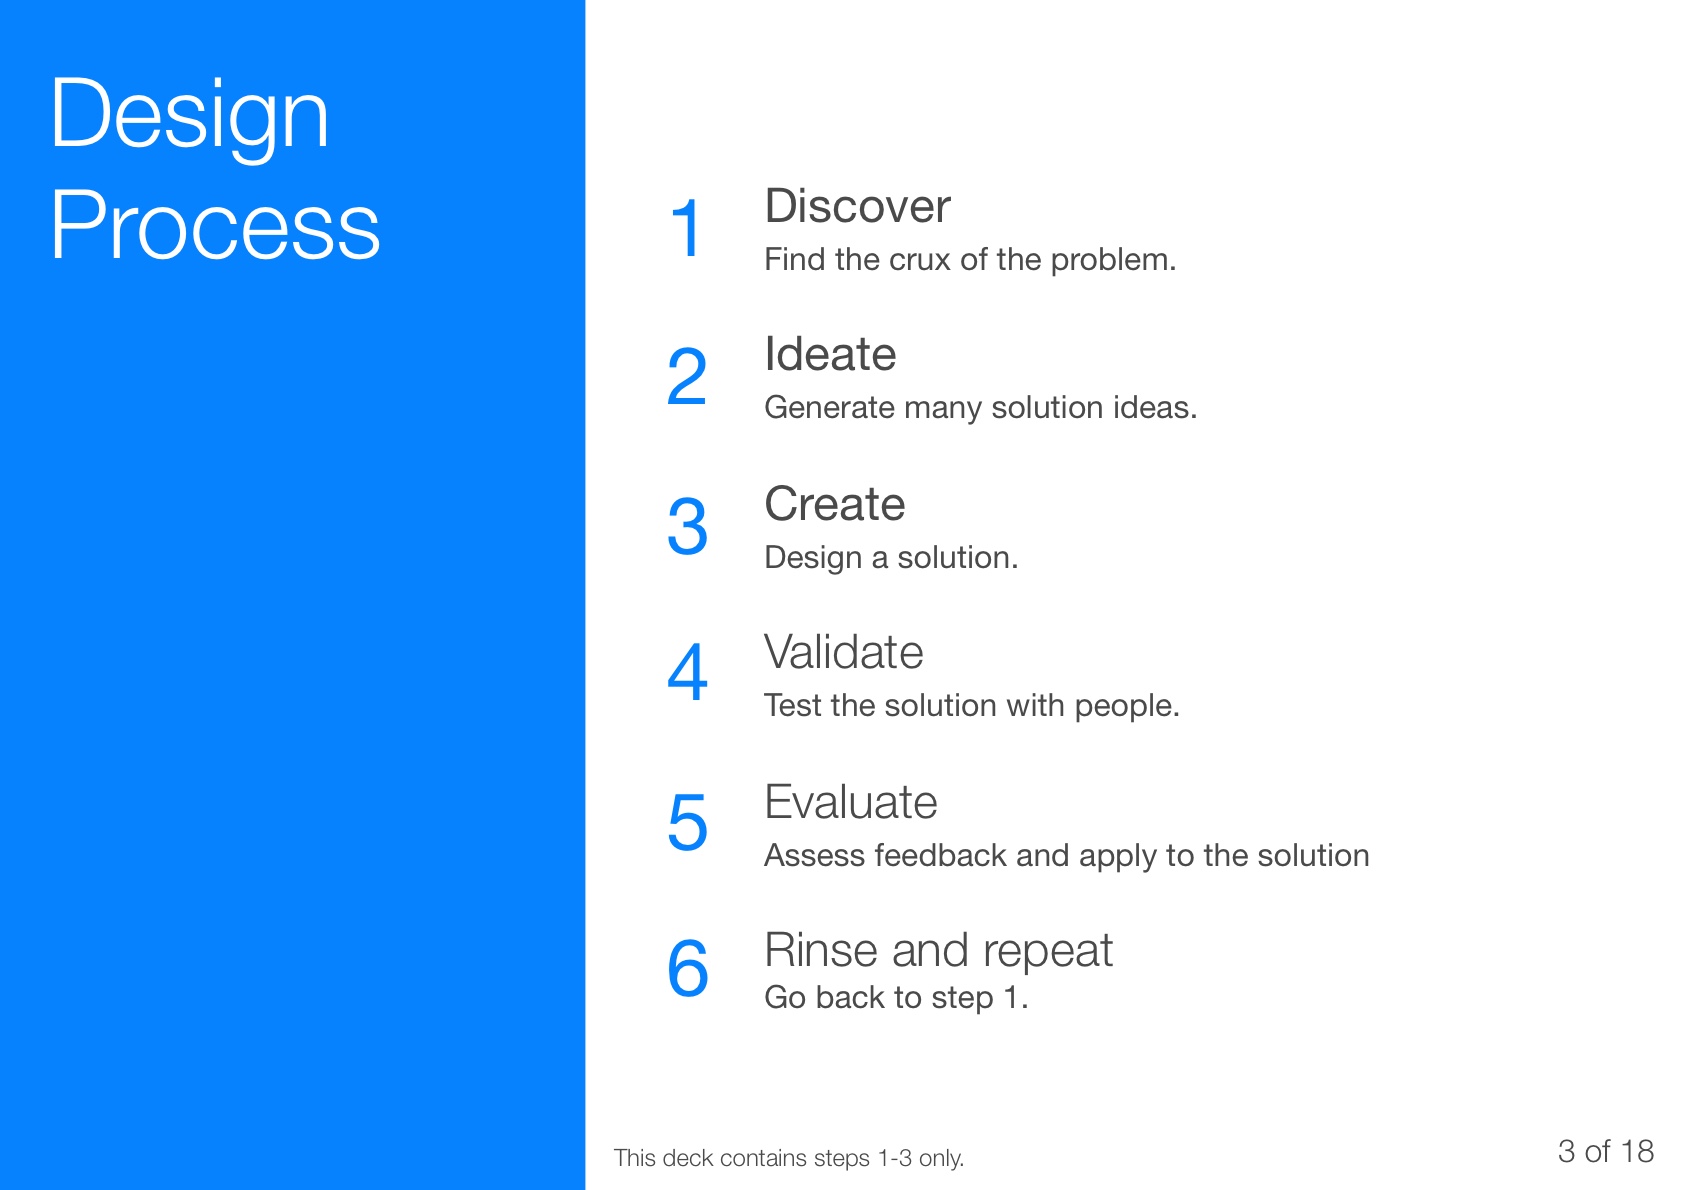 Design
Process
1
Discover
Find the crux of the problem.
2
Ideate
Generate many solution ideas.
3
Create
Design a solution.
4
Validate
Test the solution with people.
5
Evaluate
Assess feedback and apply to the solution
6
Rinse and repeat
Go back to step 1.
This deck contains steps 1-3 only.
3 of 18